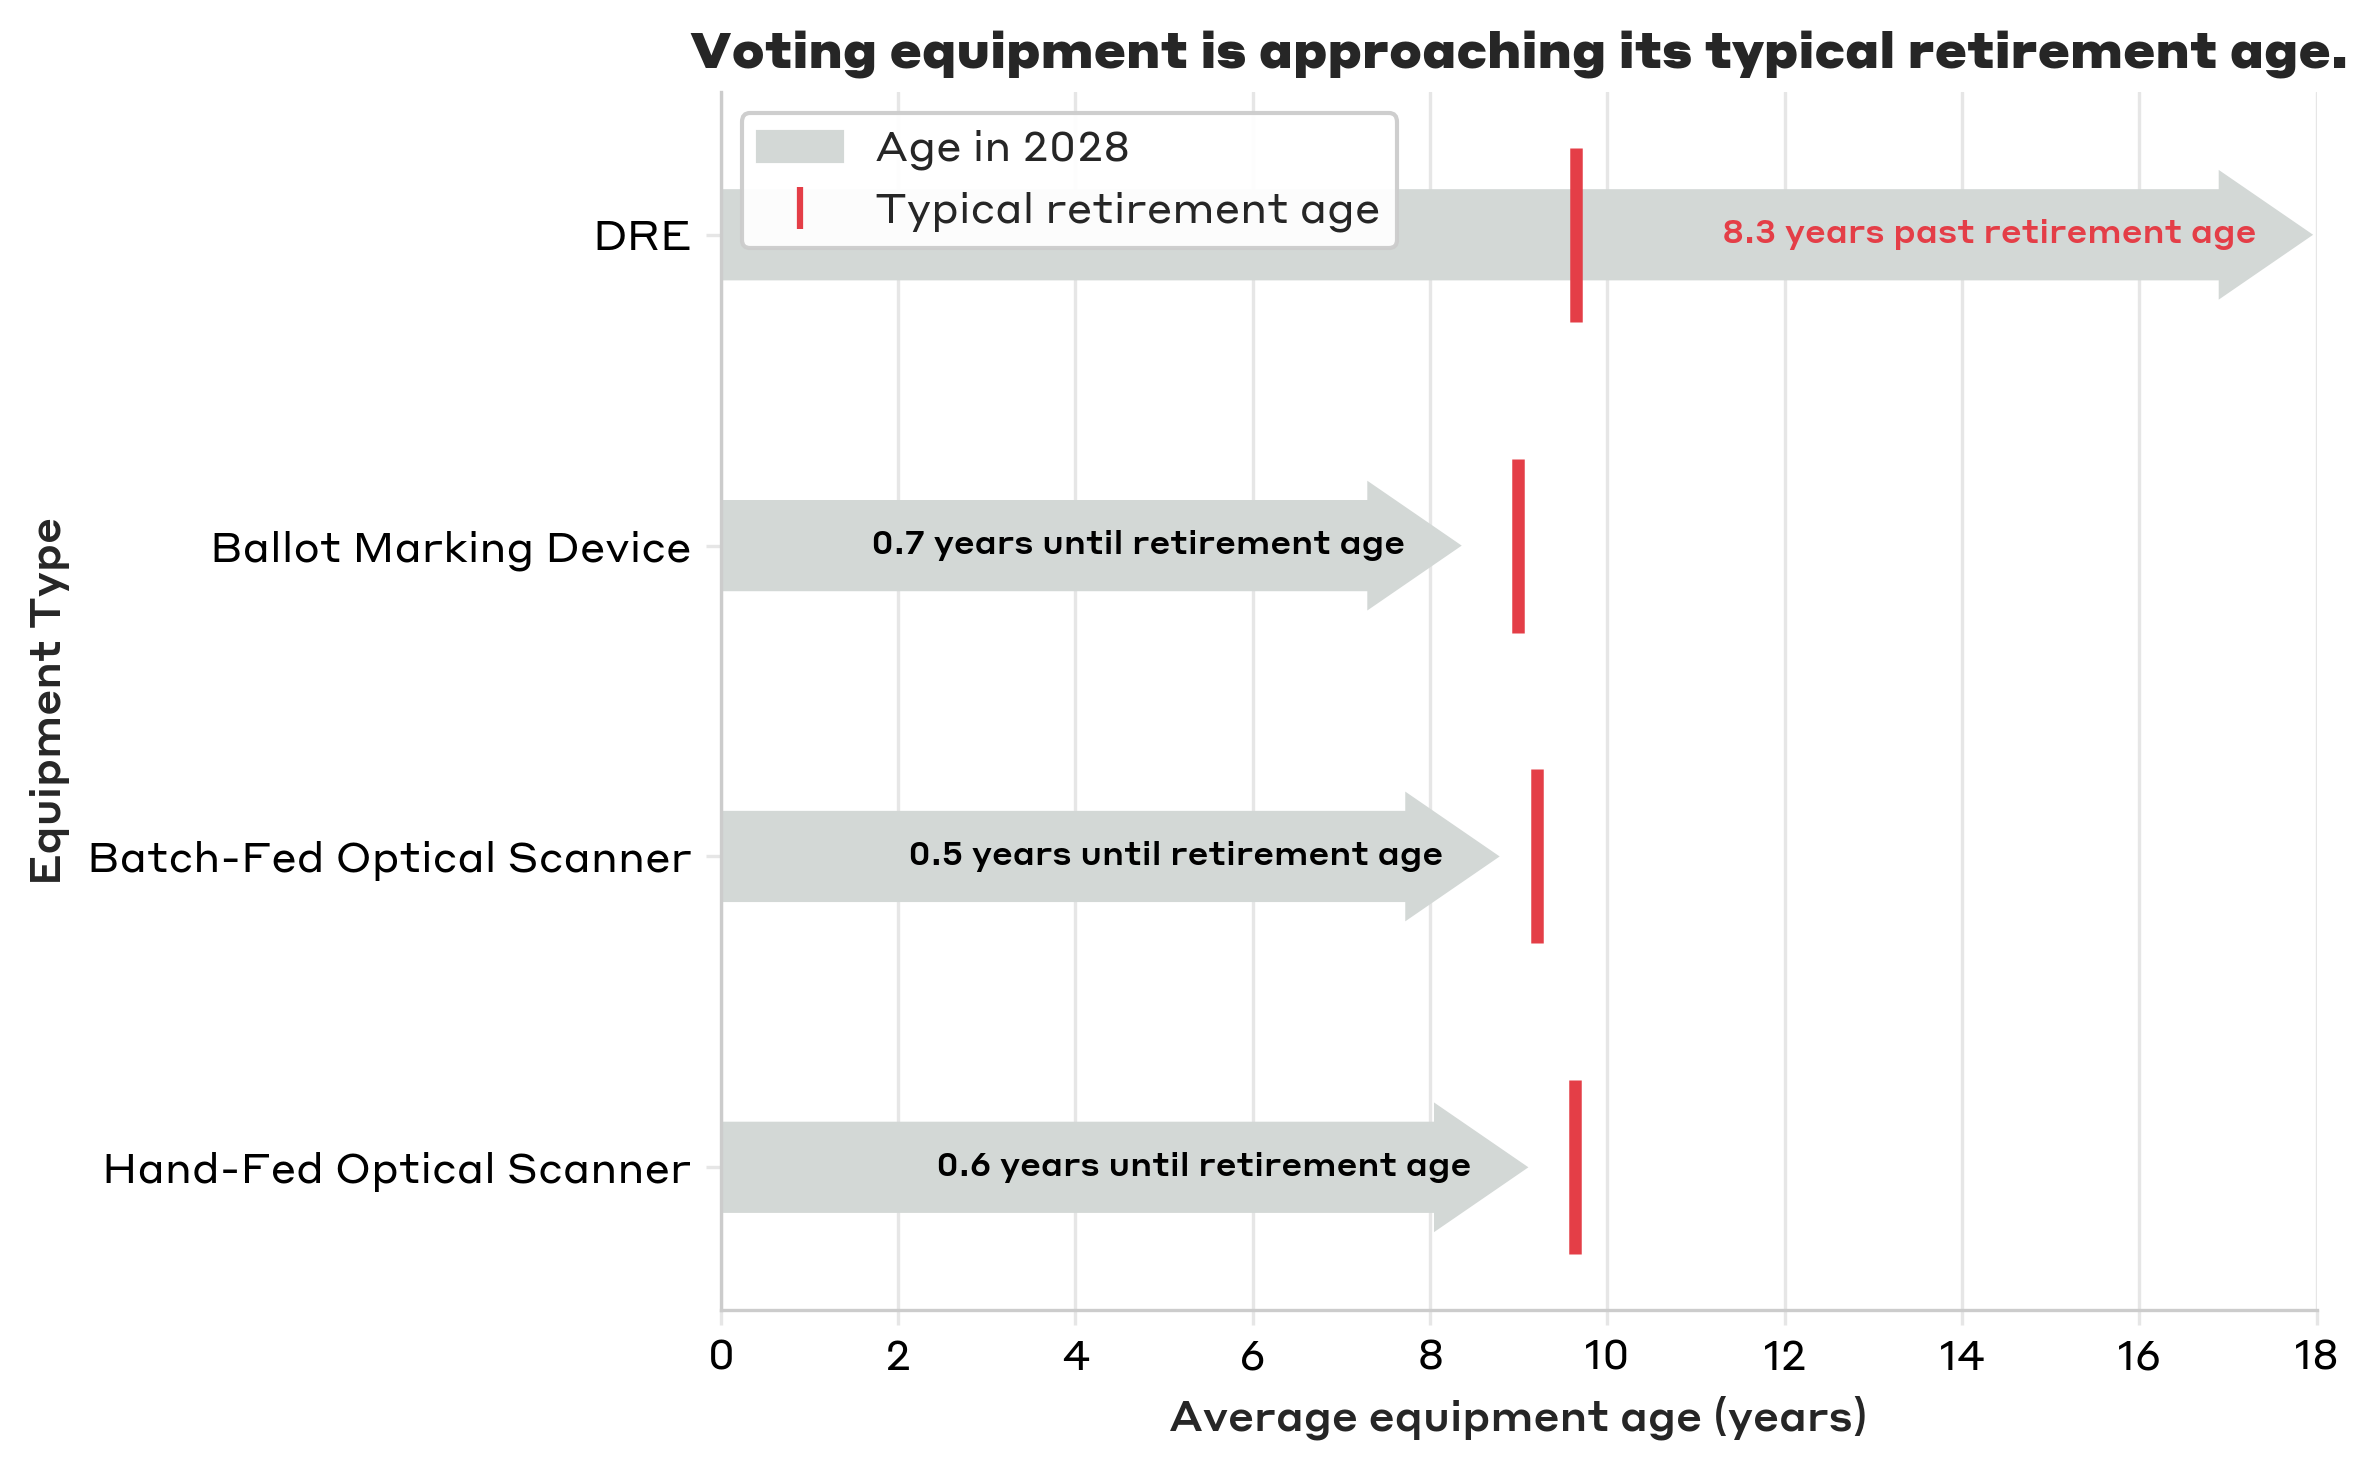 Voting equipment is approaching its typical retirement age.
Age in 2028
Typical retirement age
DRE
8.3 years past retirement age
Ballot Marking Device
0.7 years until retirement age
Batch-Fed Optical Scanner
0.5 years until retirement age
Hand-Fed Optical Scanner
0.6 years until retirement age
Equipment Type
0 2 4 6 8 10 12 14 16 18
Average equipment age (years)